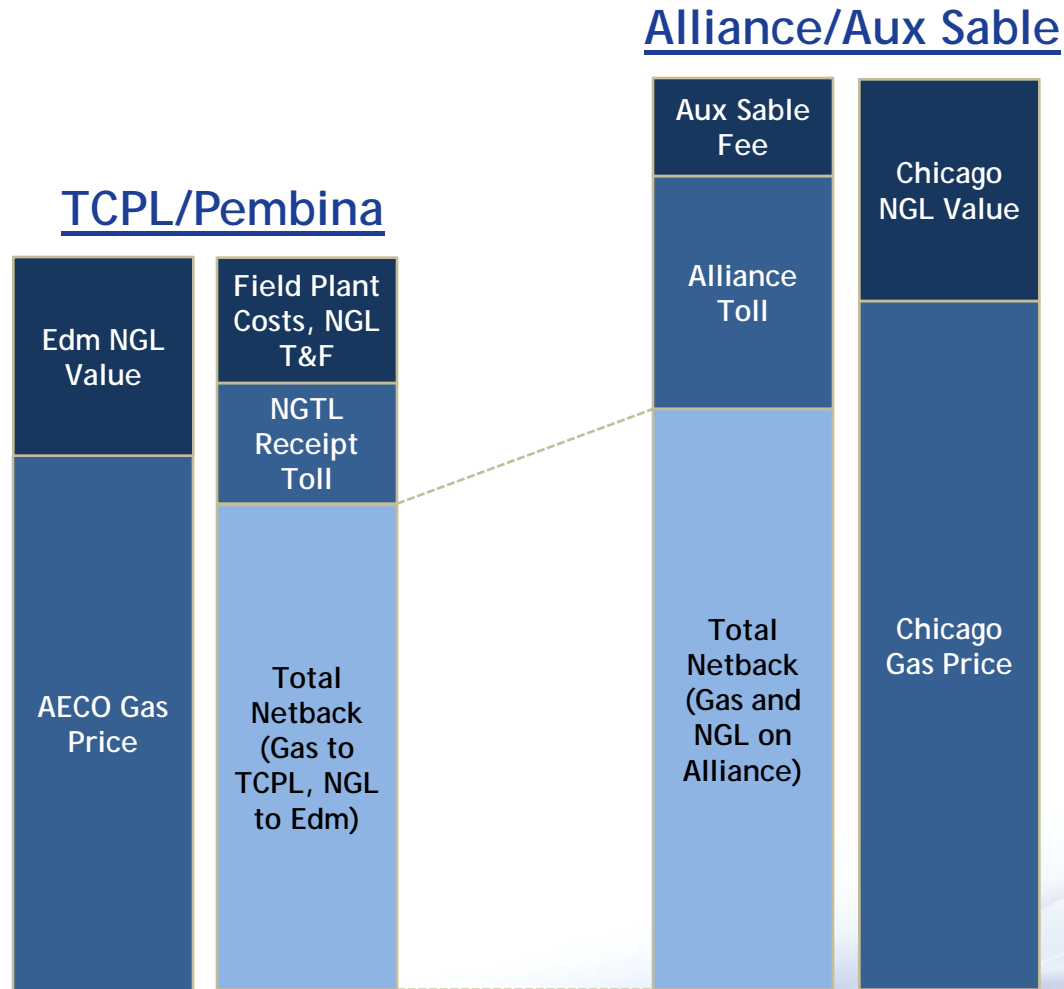 Alliance/Aux Sable
TCPL/Pembina
Edm NGL
Value
AECO Gas
Price
Field Plant
Costs, NGL
T&F
NGTL
Receipt
Toll
Total
Netback
(Gas to
TCPL, NGL
to Edm)
Aux Sable
Fee
Alliance
Toll
Total
Netback
(Gas and
NGL on
Alliance)
Chicago
NGL Value
Chicago
Gas Price